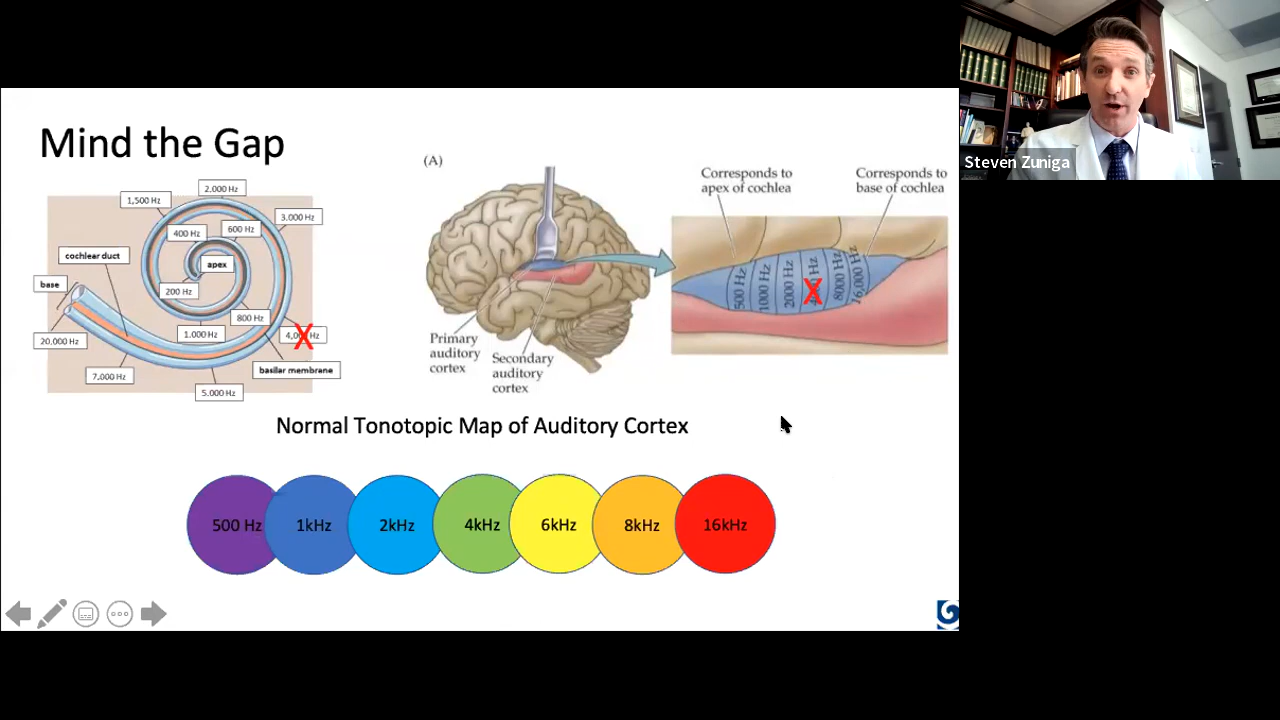 Mind the Gap
2.000 Hz
1,500 Hz
3.000 Hz
400 Hz
600 Hz
cochlear duct
apex
base
200 Hz
800 Hz
1.000 Hz
Hz
20.000 Hz
basilar membrane
7.000 Hz
5.000 Hz
(A)
Primary
auditory
cortex
Secondary
auditory
cortex
Corresponds to
apex of cochlea
Corresponds to
base of cochlea
500 Hz
1000 Hz
2000 Hz
Hz
8000 Hz
16,000 Hz
Normal Tonotopic Map of Auditory Cortex
500 Hz
1kHz
2kHz
4kHz
6kHz
8kHz
16kHz
Steven Zuniga